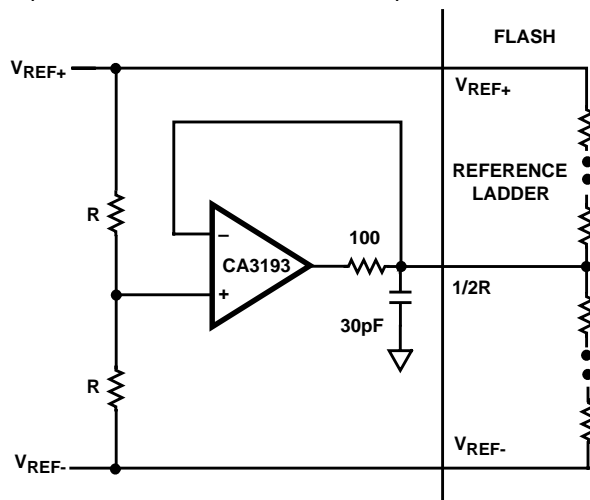 FLASH
VREF+
VREF+
REFERENCE
LADDER
R
–
CA3193
+
100
1/2R
30pF
R
VREF-
VREF-